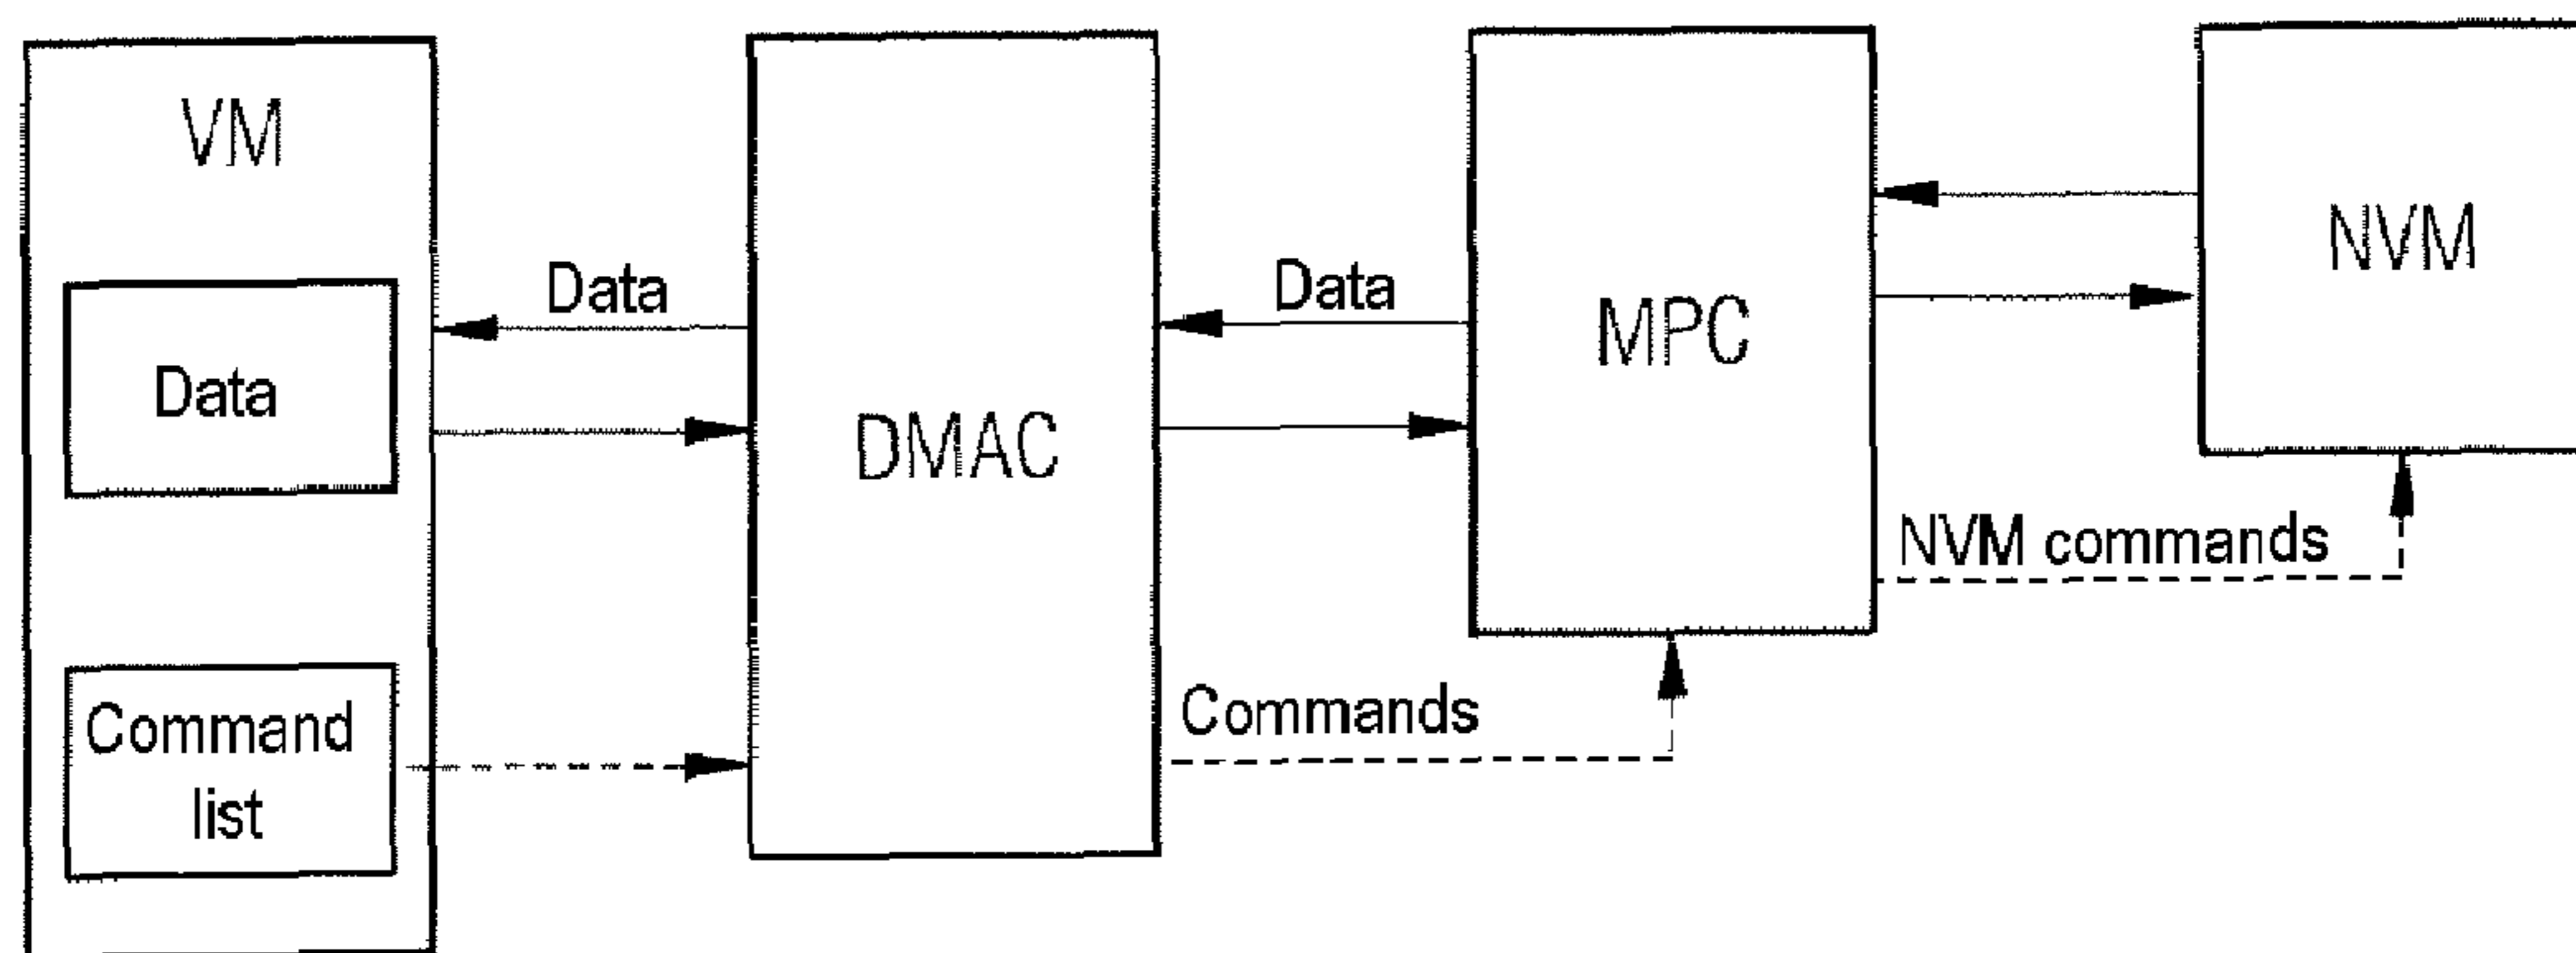 VM
Data
Command
list
Data
DMAC
Data
Commands
MPC
NVM commands
NVM